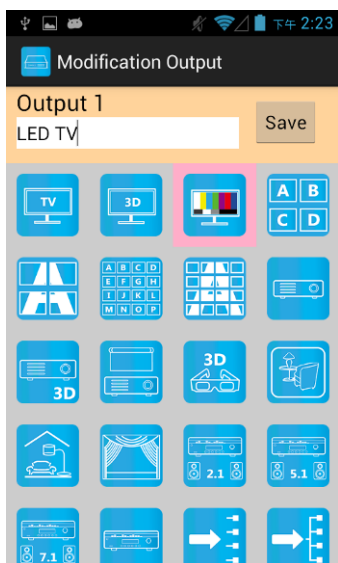 下午 2:23
Modification Output
Output 1
LED TV
Save
TV
3D
A B
C D
A B C D
E F G H
I J K L
M N O P
3D
3D
2.1
5.1
7.1